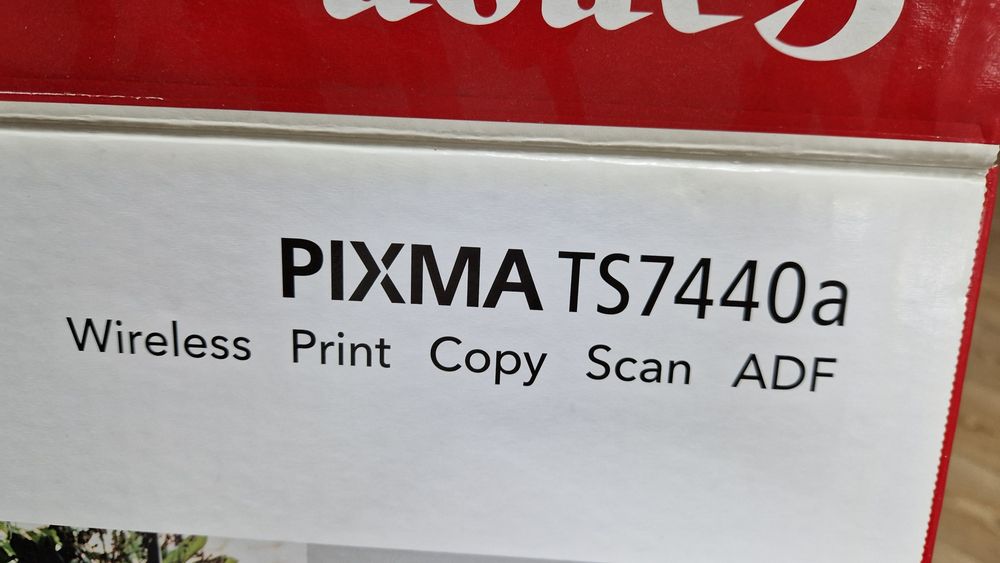 PIXMA TS7440a
Wireless Print Copy Scan ADF